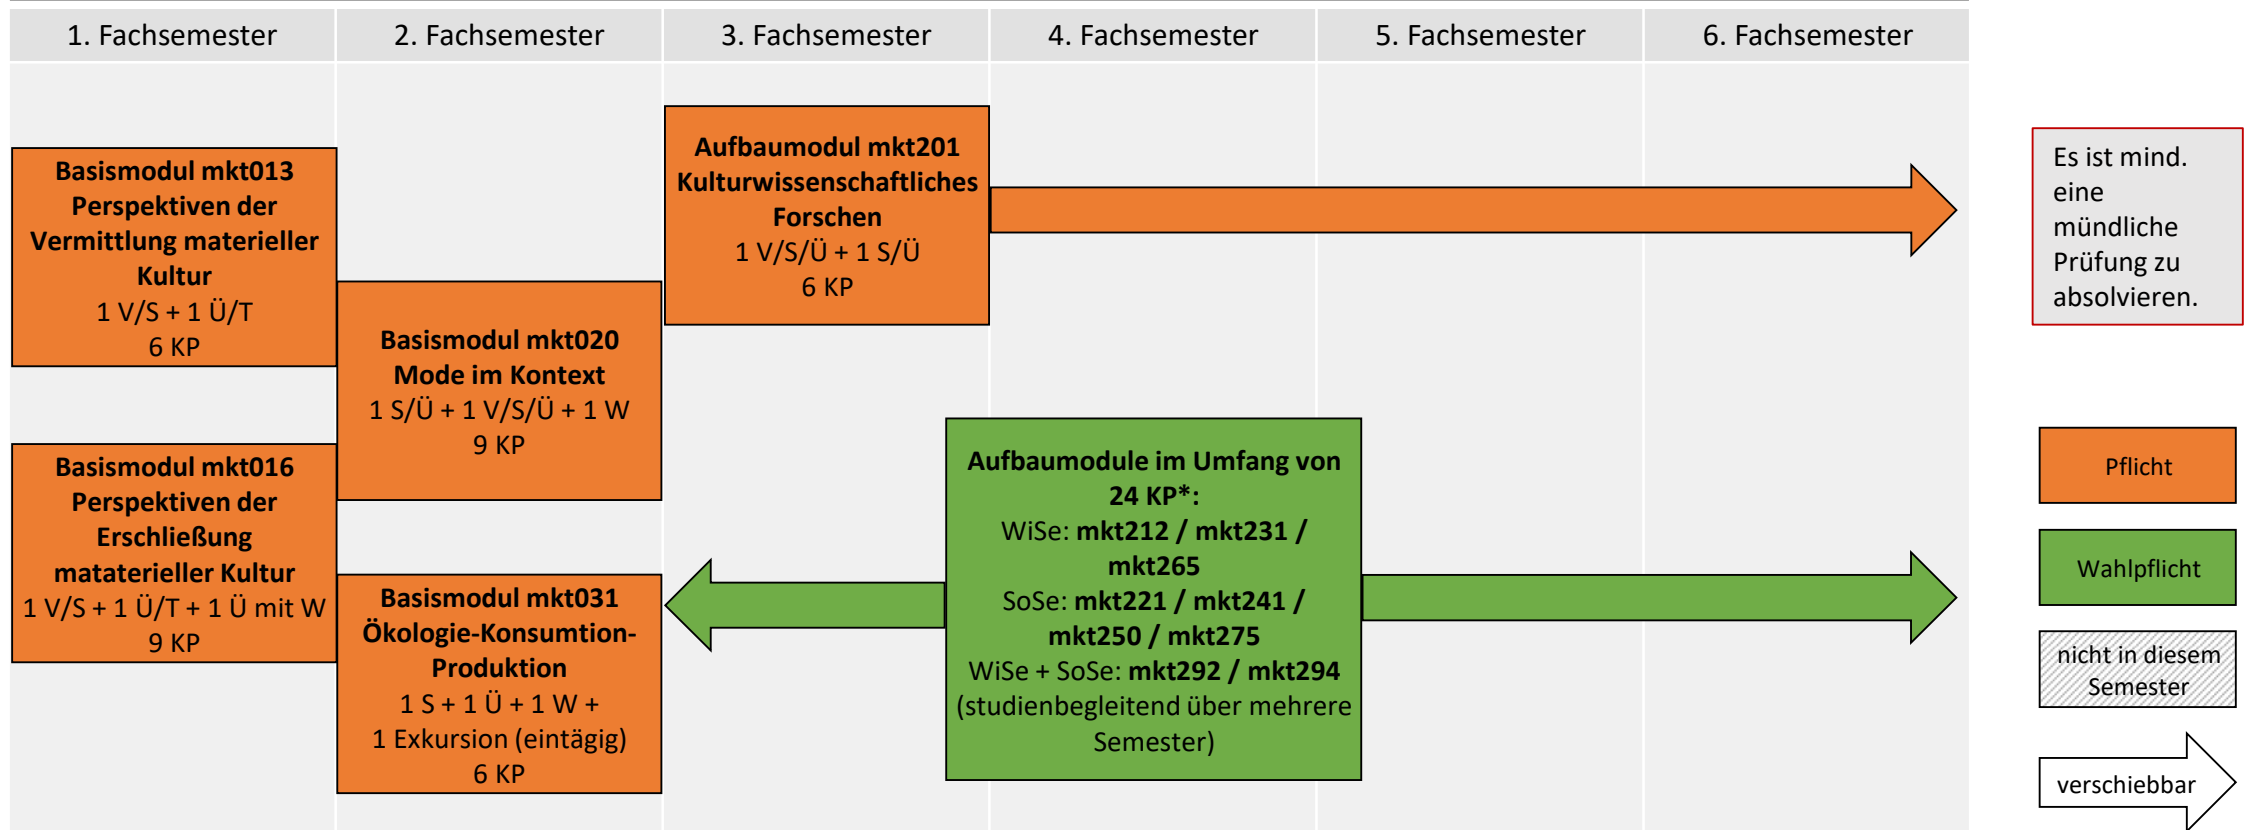 1. Fachsemester
2. Fachsemester
3. Fachsemester
4. Fachsemester
5. Fachsemester
6. Fachsemester
Basismodul mkt013
Perspektiven der
Vermittlung materieller
Kultur
1 V/S + 1 Ü/T
6 KP
Basismodul mkt016
Perspektiven der
Erschließung
mataterieller Kultur
1 V/S + 1 Ü/T + 1 Ü mit W
9 KP
Basismodul mkt020
Mode im Kontext
1 S/Ü + 1 V/S/Ü + 1 W
9 KP
Basismodul mkt031
Ökologie-Konsumtion-
Produktion
1 S + 1 Ü + 1 W +
1 Exkursion (eintägig)
6 KP
Aufbaumodul mkt201
Kulturwissenschaftliches
Forschen
1 V/S/Ü + 1 S/Ü
6 KP
Aufbaumodule im Umfang von
24 KP*:
WiSe: mkt212 / mkt231 /
mkt265
SoSe: mkt221 / mkt241 /
mkt250 / mkt275
WiSe + SoSe: mkt292 / mkt294
(studienbegleitend über mehrere
Semester)
Es ist mind.
eine
mündliche
Prüfung zu
absolvieren.
Pflicht
Wahlpflicht
nicht in diesem
Semester
verschiebbar